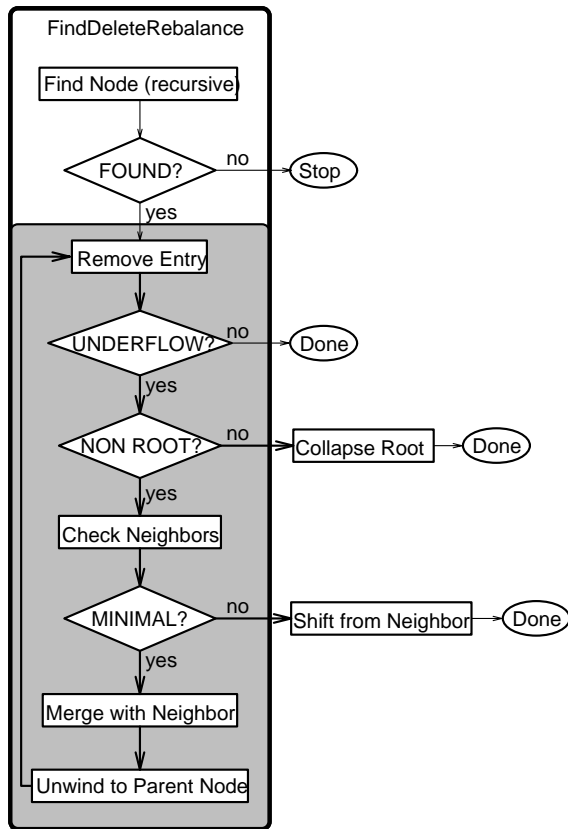 FindDeleteRebalance
Find Node (recursive)
FOUND?
no
Stop
yes
Remove Entry
UNDERFLOW?
no
Done
yes
NON ROOT?
no
Collapse Root
Done
yes
Check Neighbors
MINIMAL?
no
Shift from Neighbor
Done
yes
Merge with Neighbor
Unwind to Parent Node